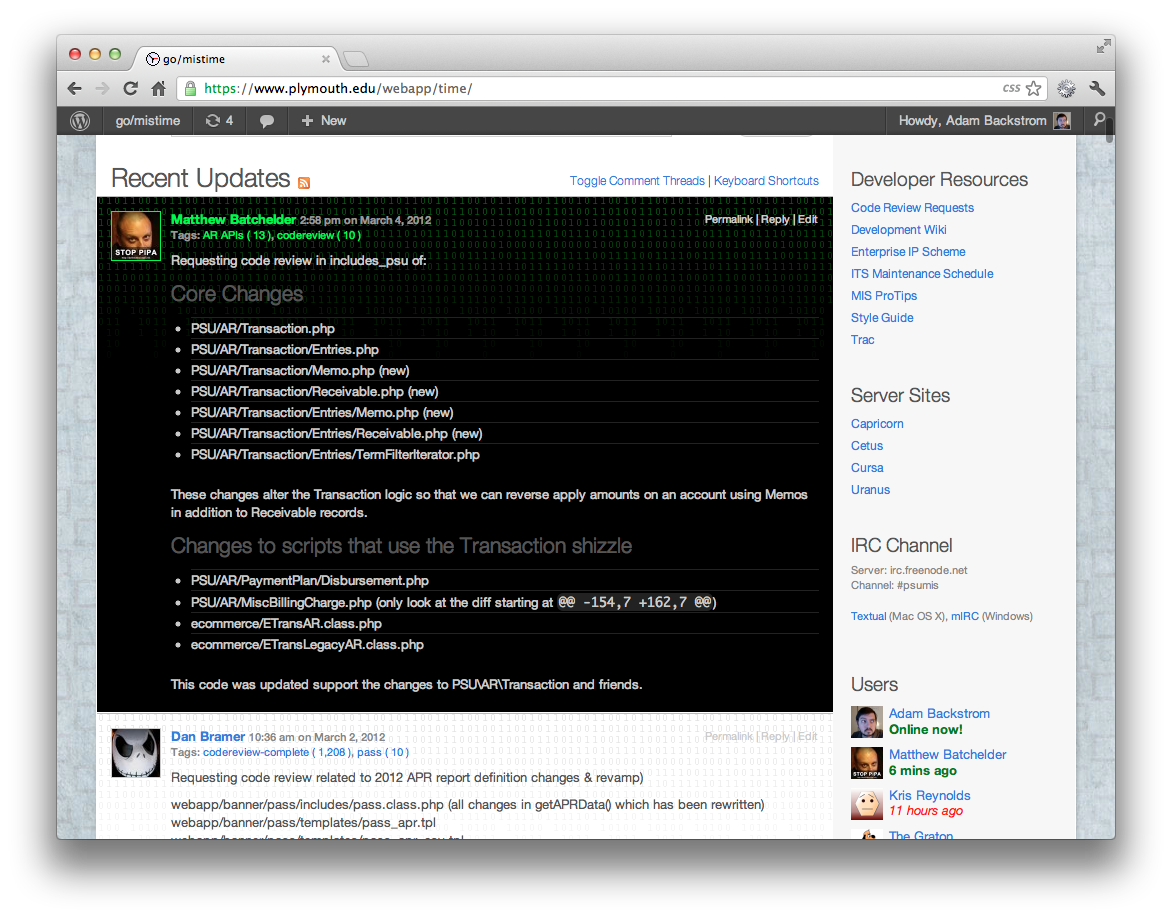 go/mistime
https://www.plymouth.edu/webapp/time/
css
go/mistime 4 + New
Howdy, Adam Backstrom
Recent Updates
Toggle Comment Threads | Keyboard Shortcuts
Matthew Batchelder 2:58 pm on March 4, 2012
Permalink | Reply | Edit
Tags: AR APIs ( 13 ), codereview ( 10 )
STOP PIPA
Requesting code review in includes_psu of:
Core Changes
• PSU/AR/Transaction.php
• PSU/AR/Transaction/Entries.php
• PSU/AR/Transaction/Memo.php (new)
• PSU/AR/Transaction/Receivable.php (new)
• PSU/AR/Transaction/Entries/Memo.php (new)
• PSU/AR/Transaction/Entries/Receivable.php (new)
• PSU/AR/Transaction/Entries/TermFilterIterator.php
These changes alter the Transaction logic so that we can reverse apply amounts on an account using Memos
in addition to Receivable records.
Changes to scripts that use the Transaction shizzle
• PSU/AR/PaymentPlan/Disbursement.php
• PSU/AR/MiscBillingCharge.php (only look at the diff starting at @@ -154,7 +162,7 @@)
• ecommerce/ETransAR.class.php
• ecommerce/ETransLegacyAR.class.php
This code was updated support the changes to PSU\AR\Transaction and friends.
Dan Bramer 10:36 am on March 2, 2012
Permalink | Reply | Edit
Tags: codereview-complete ( 1,208 ), pass ( 10 )
Requesting code review related to 2012 APR report definition changes & revamp)
webapp/banner/pass/includes/pass.class.php (all changes in getAPRData() which has been rewritten)
webapp/banner/pass/templates/pass_apr.tpl
webapp/banner/pass/templates/pass_apr_csv.tpl
Developer Resources
Code Review Requests
Development Wiki
Enterprise IP Scheme
ITS Maintenance Schedule
MIS ProTips
Style Guide
Trac
Server Sites
Capricorn
Cetus
Cursa
Uranus
IRC Channel
Server: irc.freenode.net
Channel: #psumis
Textual (Mac OS X), mIRC (Windows)
Users
Adam Backstrom
Online now!
Matthew Batchelder
6 mins ago
STOP PIPA
Kris Reynolds
11 hours ago
The Graton